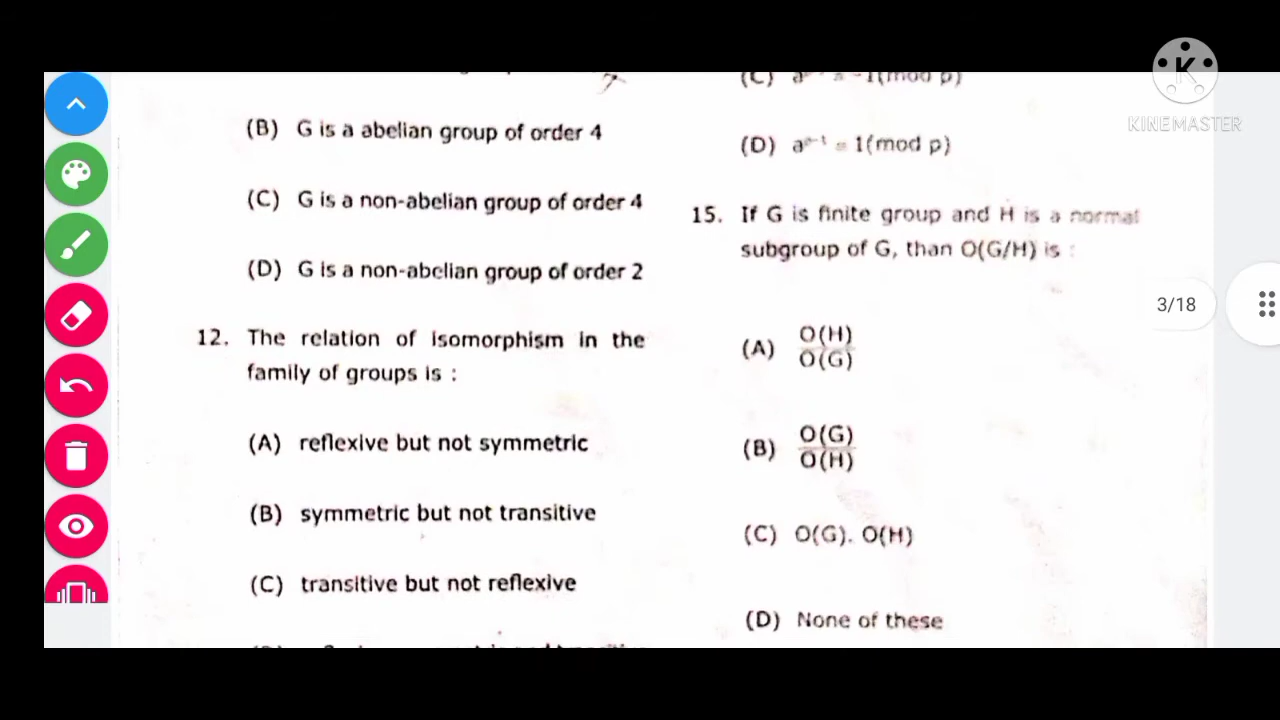 (B) G is a abelian group of order 4
(C) G is a non-abelian group of order 4
(D) G is a non-abelian group of order 2
12. The relation of isomorphism in the
family of groups is :
(A) reflexive but not symmetric
(B) symmetric but not transitive
(C) transitive but not reflexive
(D) 1(mod p)
15. If G is finite group and H is a normal
subgroup of G, than O(G/H) is :
(A) O(H)
O(G)
(B) O(G)
O(H)
(C) O(G). O(H)
(D) None of these
3/18
K
KINEMASTER